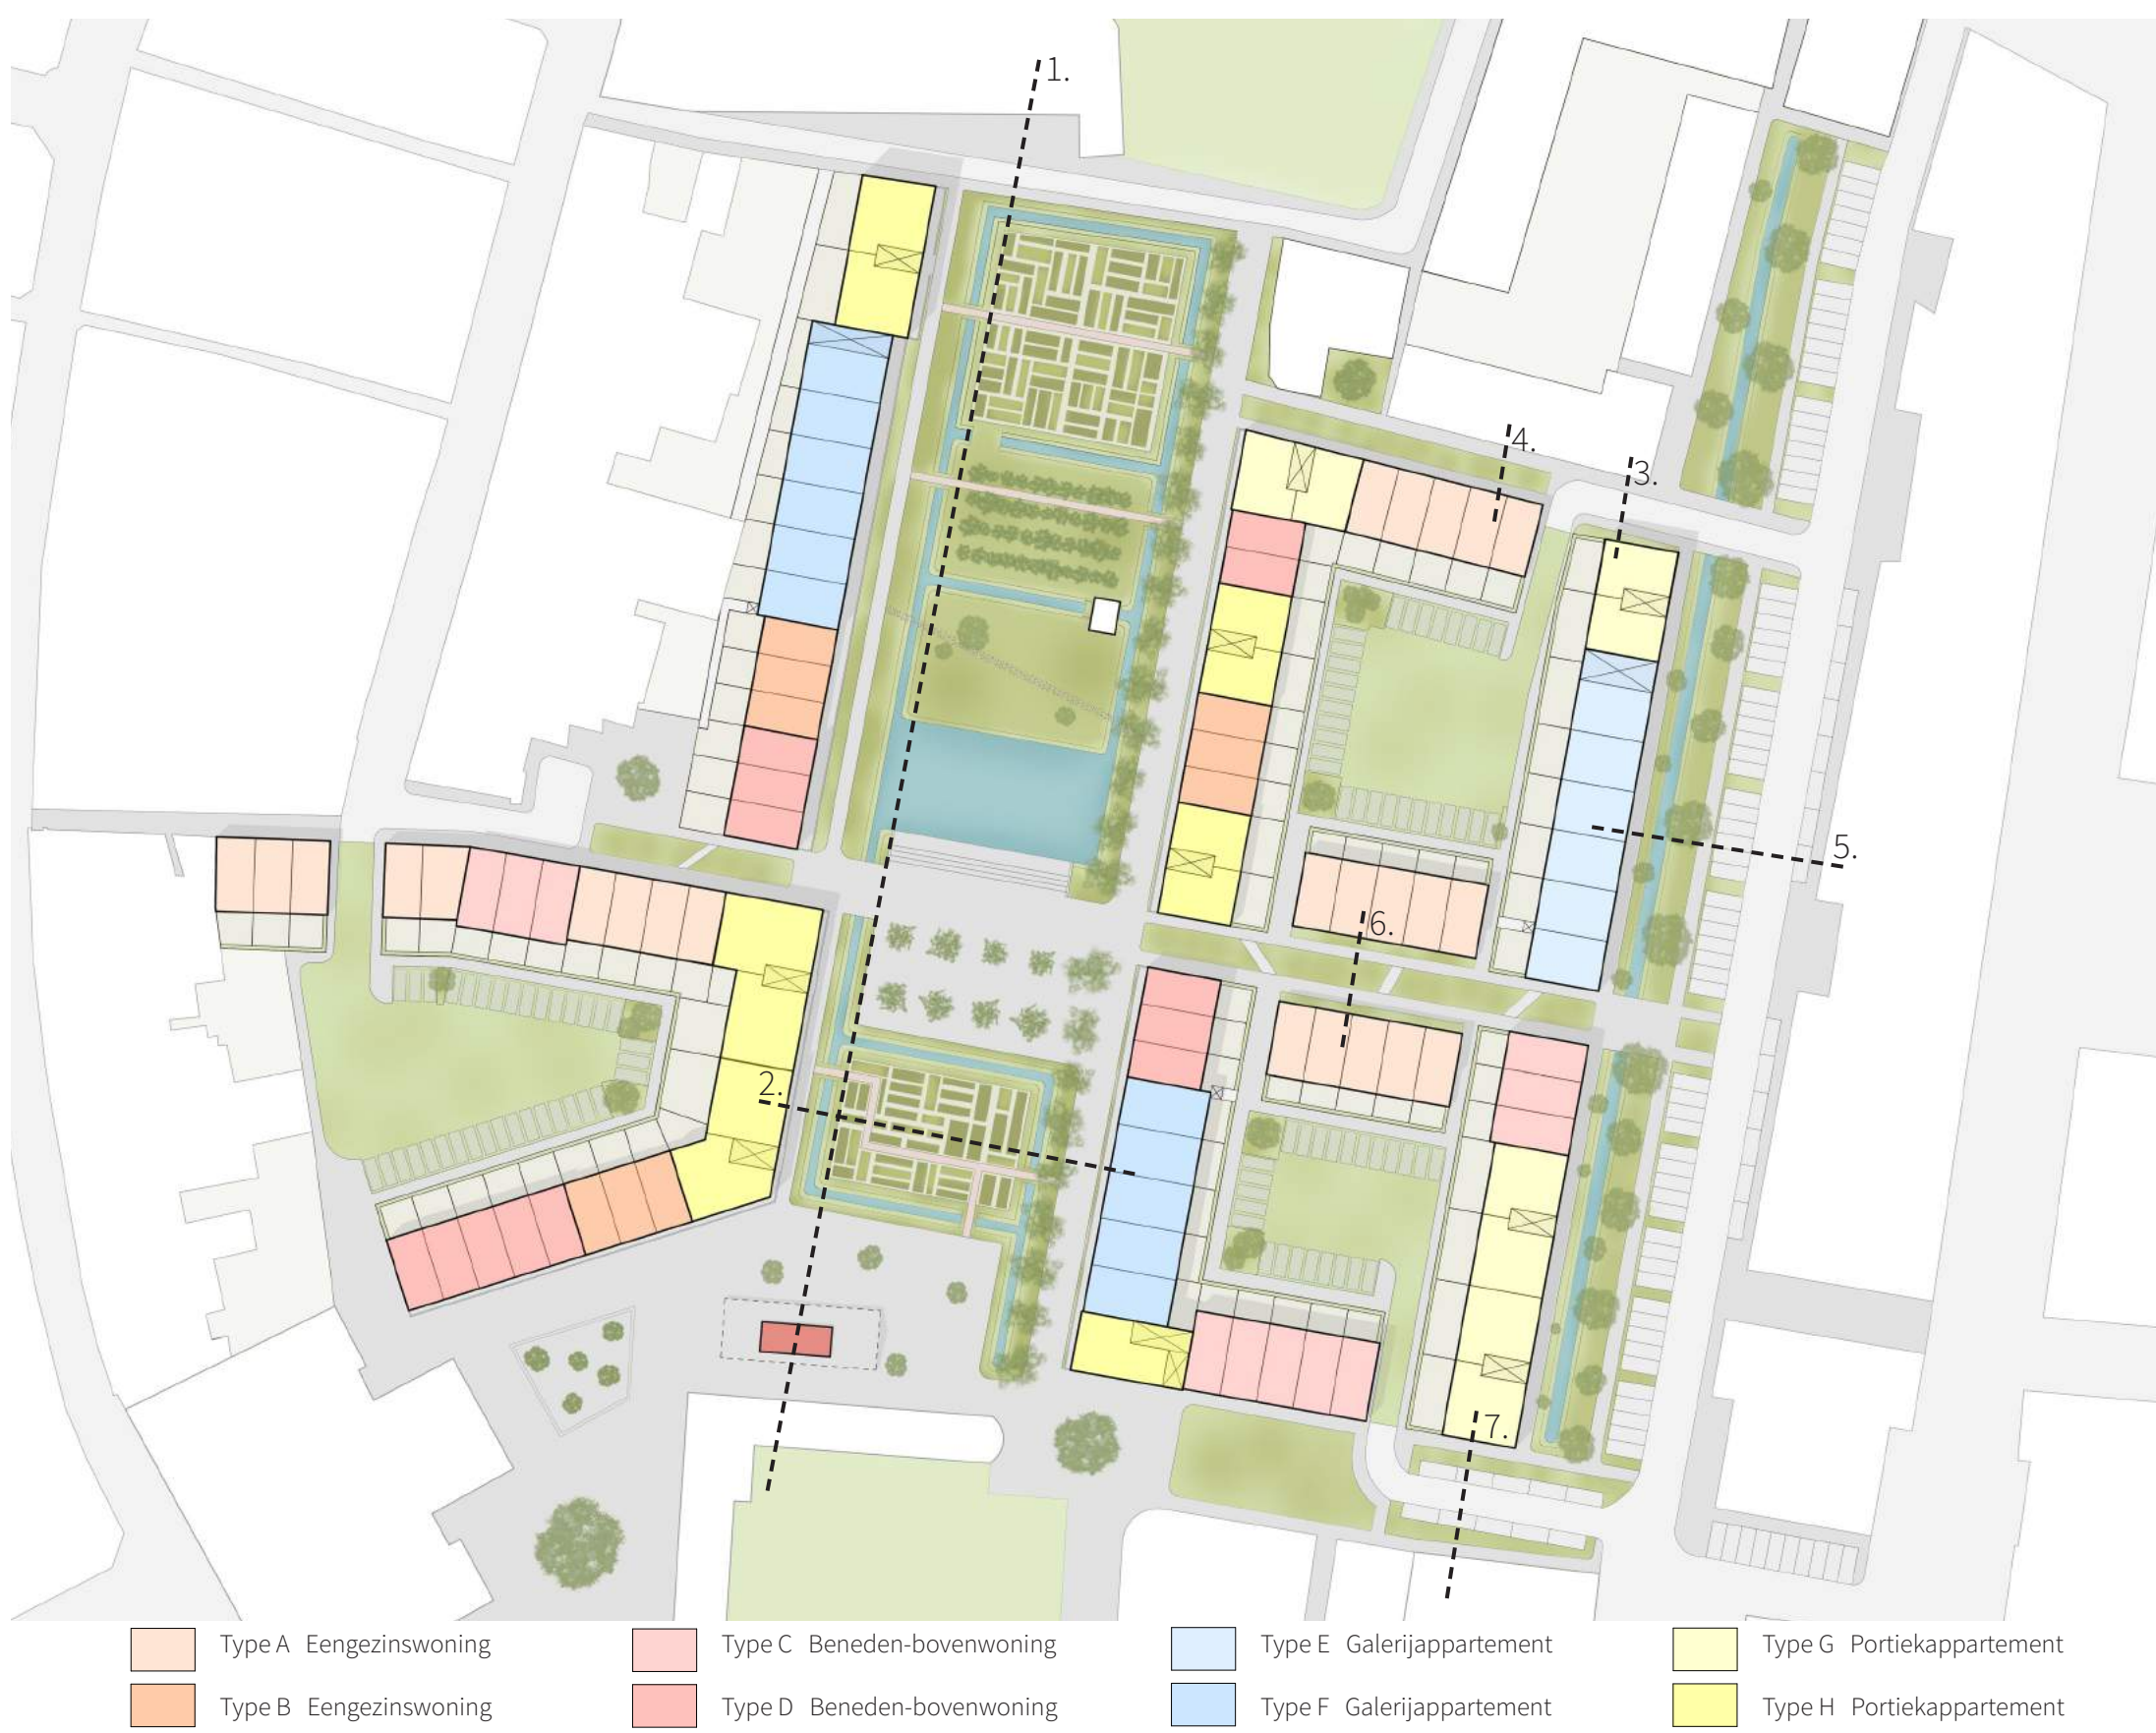 1.
4.
3.
5.
6.
2.
7.
Type A Eengezinswoning
Type C Beneden-bovenwoning
Type E Galerijappartement
Type G Portiekappartement
Type B Eengezinswoning
Type D Beneden-bovenwoning
Type F Galerijappartement
Type H Portiekappartement